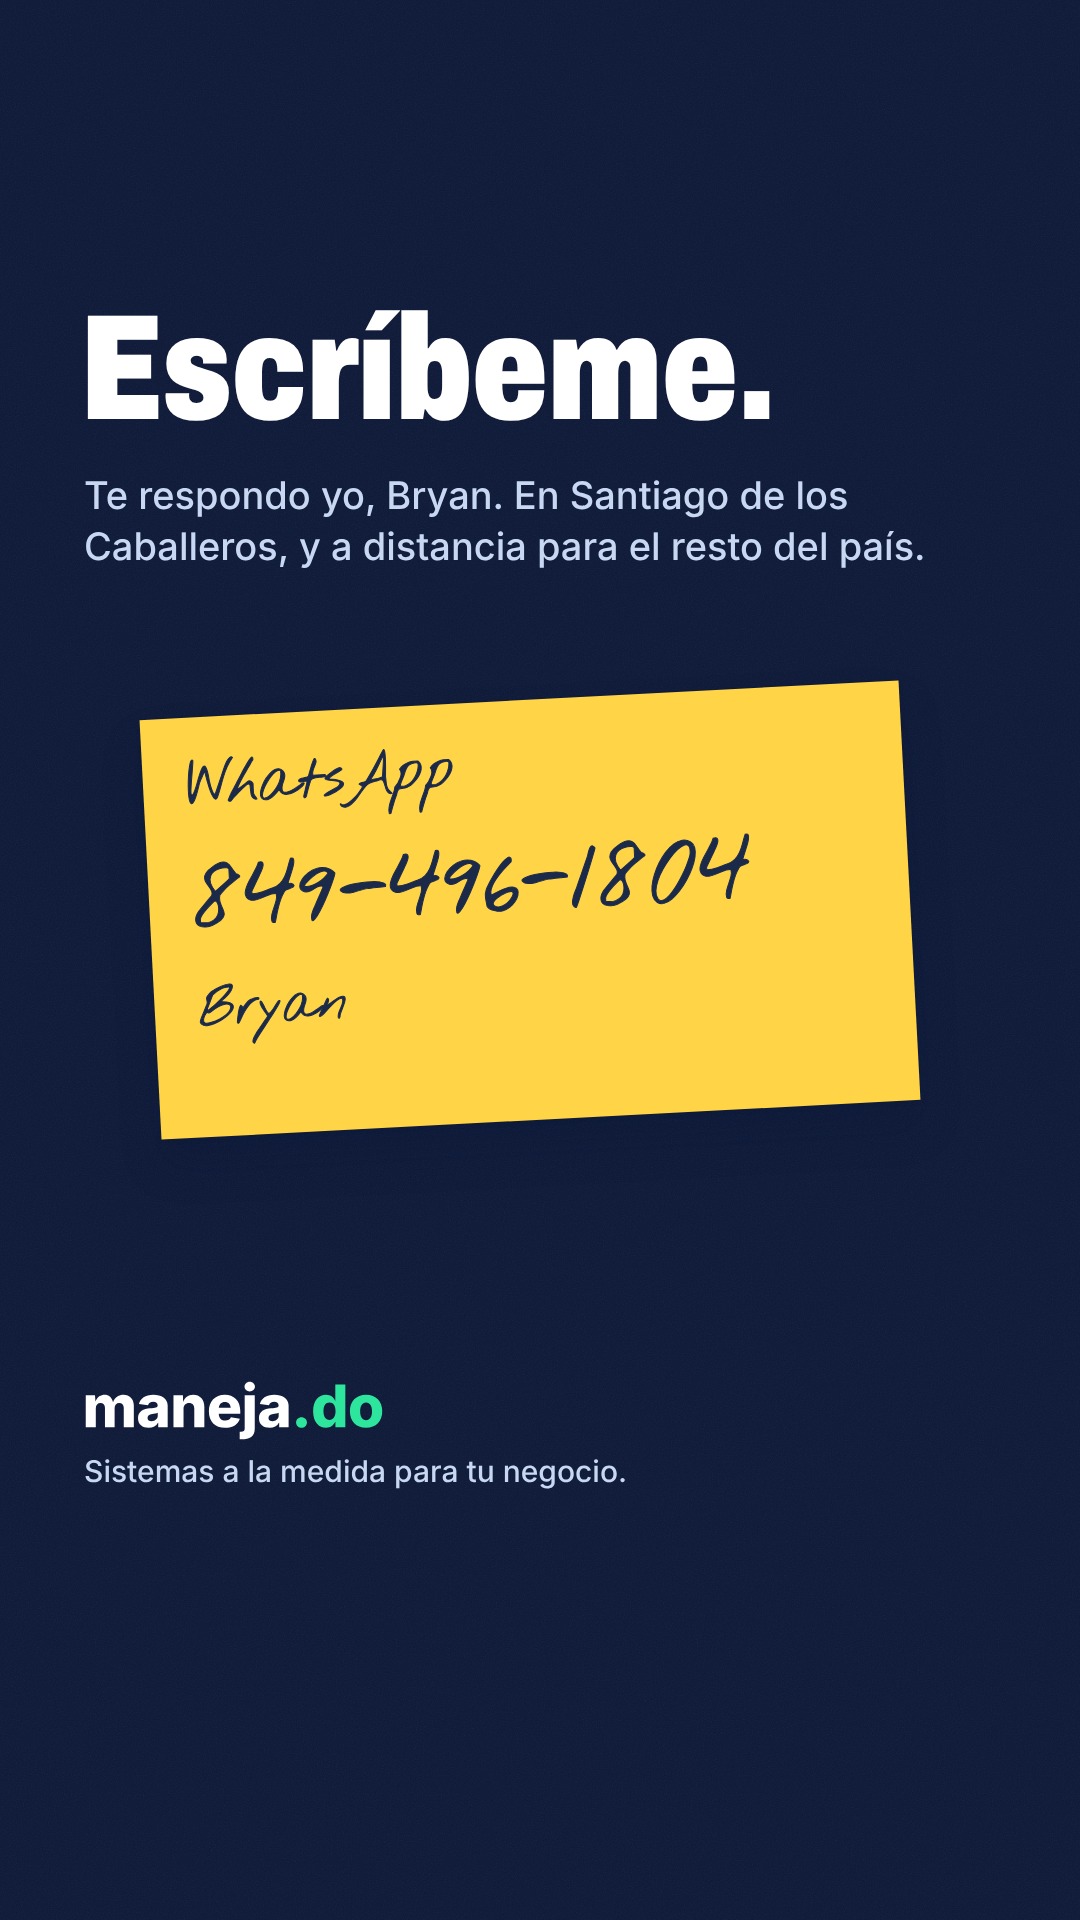 Escríbeme.
Te respondo yo, Bryan. En Santiago de los
Caballeros, y a distancia para el resto del país.
WhatsApp
849-496-1804
Bryan
maneja.do
Sistemas a la medida para tu negocio.